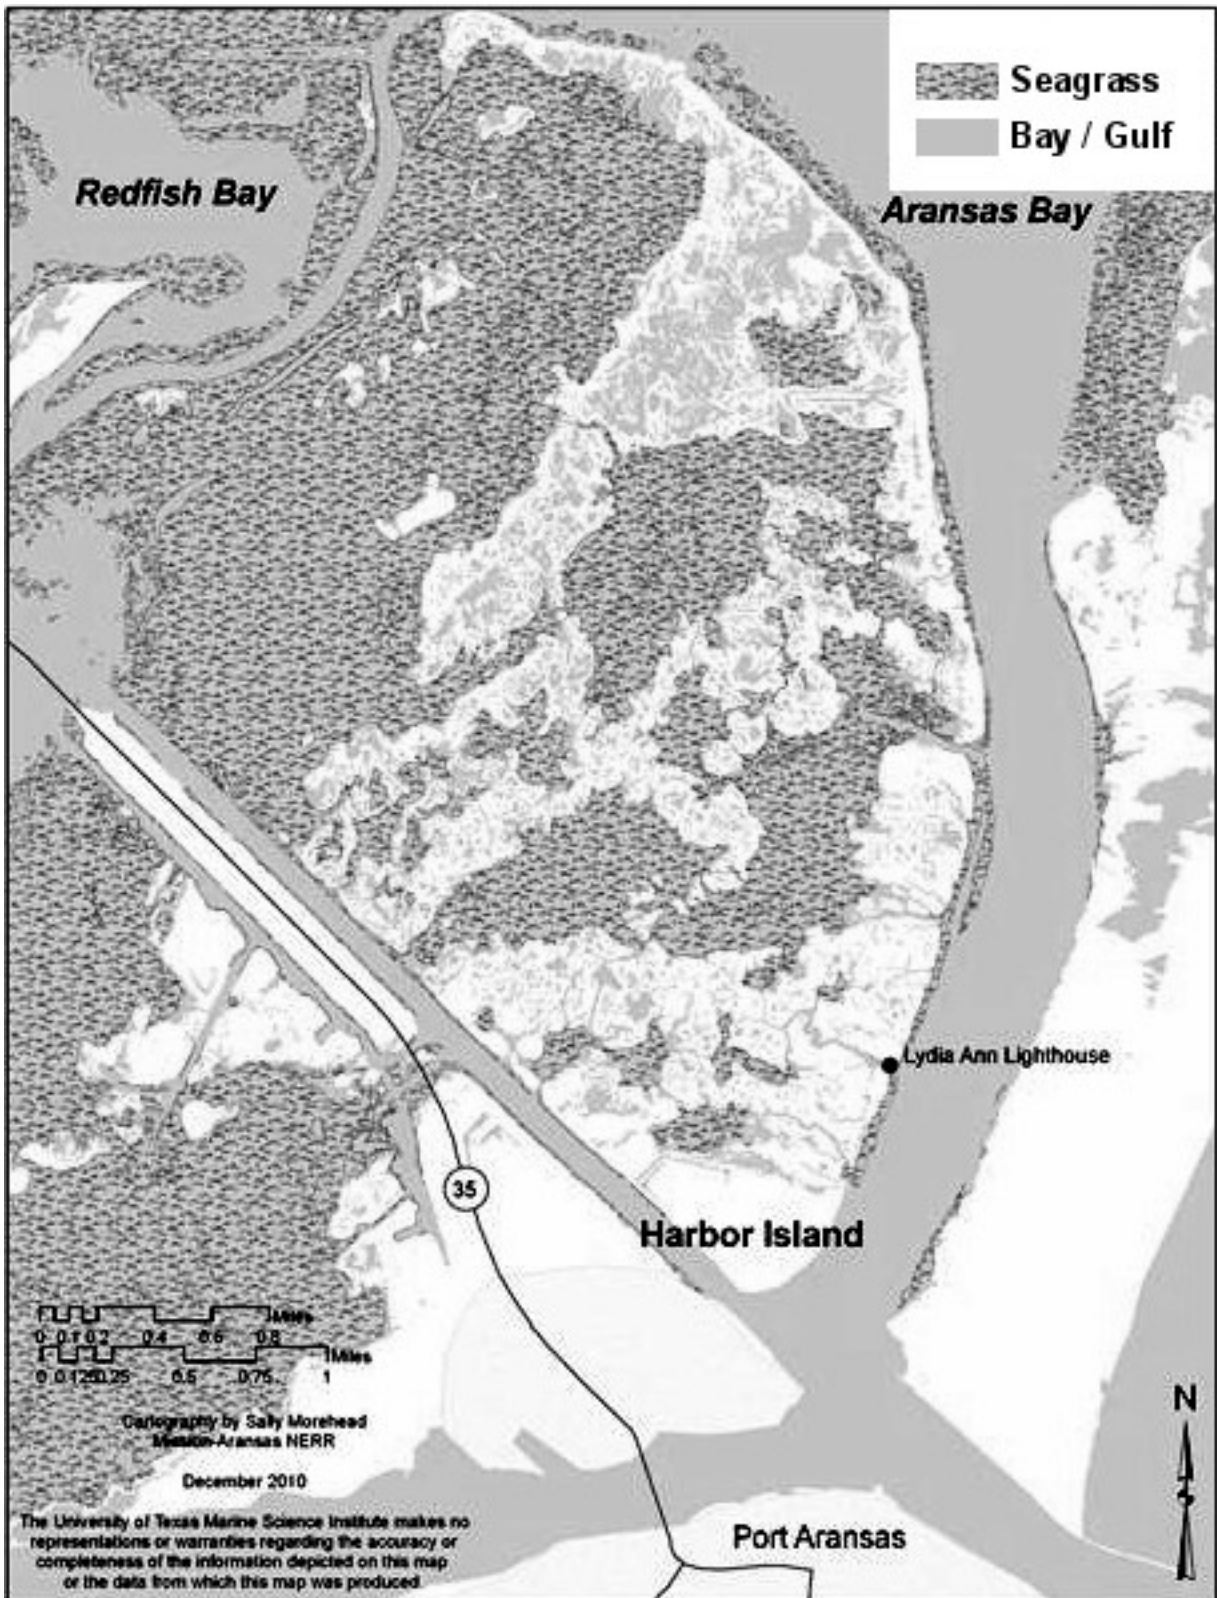 Seagrass
Bay / Gulf
Redfish Bay
Aransas Bay
Lydia Ann Lighthouse
35
Harbor Island
Miles
0 0.1 0.2 0.4 0.6 0.8
Miles
0 0.125 0.25 0.5 0.75 1
Cartography by Sally Morehead
Mission-Aransas NERR
December 2010
N
The University of Texas Marine Science Institute makes no
representations or warranties regarding the accuracy or
completeness of the information depicted on this map
or the data from which this map was produced
Port Aransas